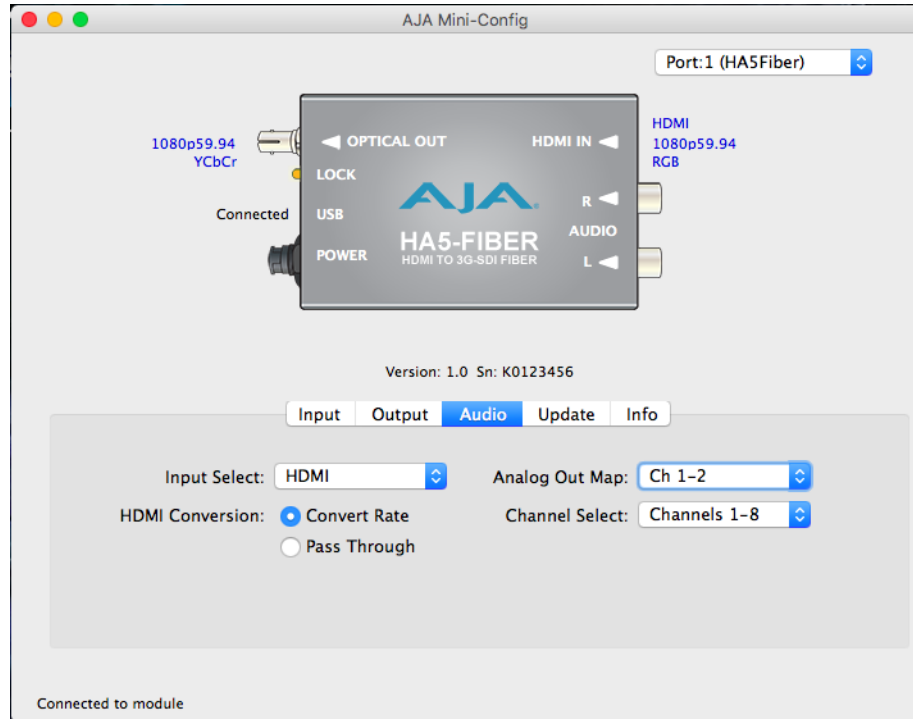 AJA Mini-Config
Port:1 (HA5Fiber)
1080p59.94
YCbCr
OPTICAL OUT
HDMI IN
HDMI
1080p59.94
RGB
LOCK
Connected
USB
AJA
R
AUDIO
HA5-FIBER
HDMI TO 3G-SDI FIBER
POWER
L
Version: 1.0 Sn: K0123456
Input Output Audio Update Info
Input Select: HDMI
Analog Out Map: Ch 1-2
HDMI Conversion: Convert Rate
Channel Select: Channels 1-8
Pass Through
Connected to module